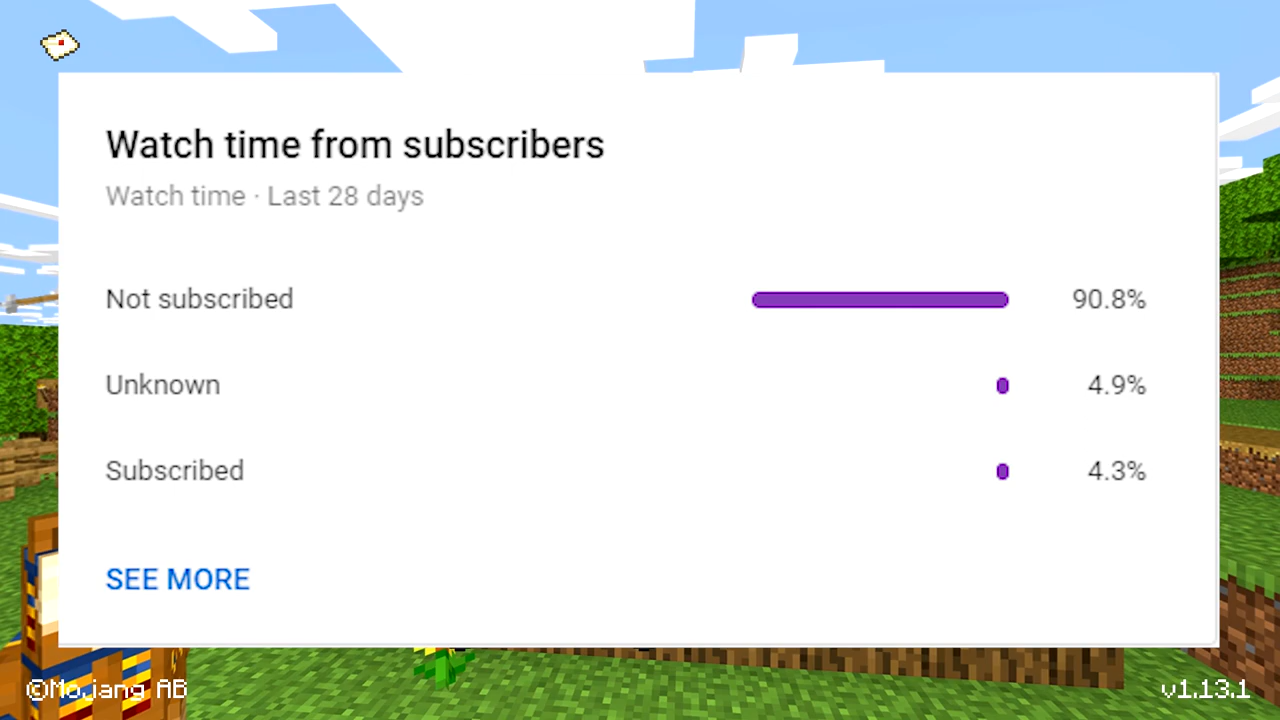 Watch time from subscribers
Watch time · Last 28 days
Not subscribed 90.8%
Unknown 4.9%
Subscribed 4.3%
SEE MORE
©Mojang AB v1.13.1